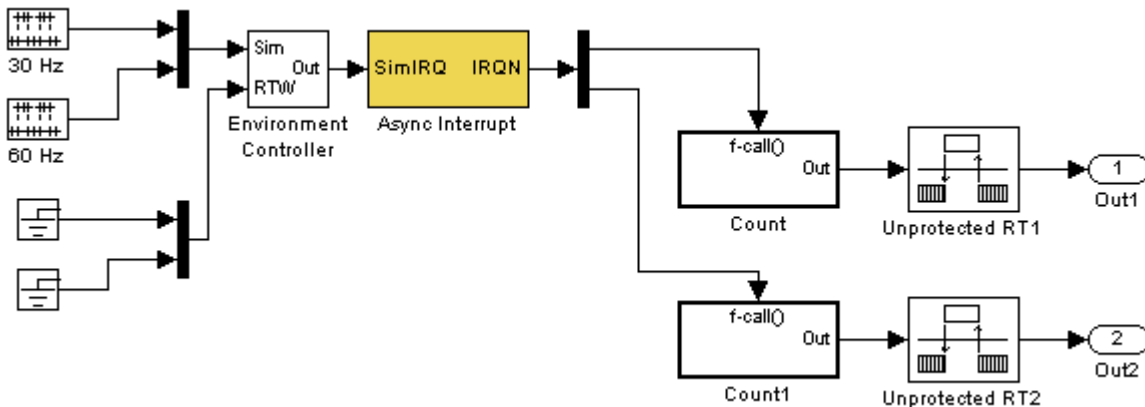 30 Hz
60 Hz
Sim
Out
RTW
Environment
Controller
SimIRQ IRQN
Async Interrupt
f-call()
Out
Count
Unprotected RT1
1
Out1
f-call()
Out
Count1
Unprotected RT2
2
Out2